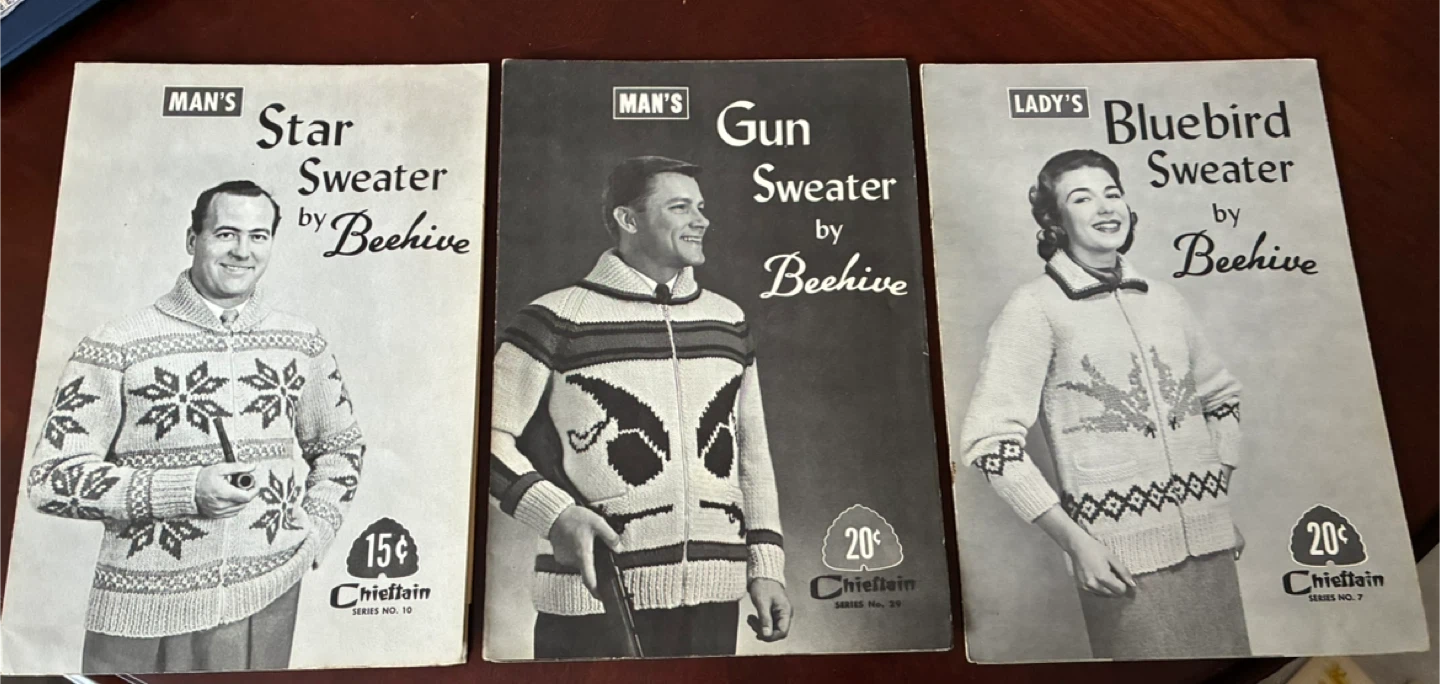 MAN'S
Star
Sweater
by
Beehive
15¢
Chieftain
SERIES NO. 10
MAN'S
Gun
Sweater
by
Beehive
20¢
Chieftain
SERIES No. 29
LADY'S
Bluebird
Sweater
by
Beehive
20¢
Chieftain
SERIES NO. 7